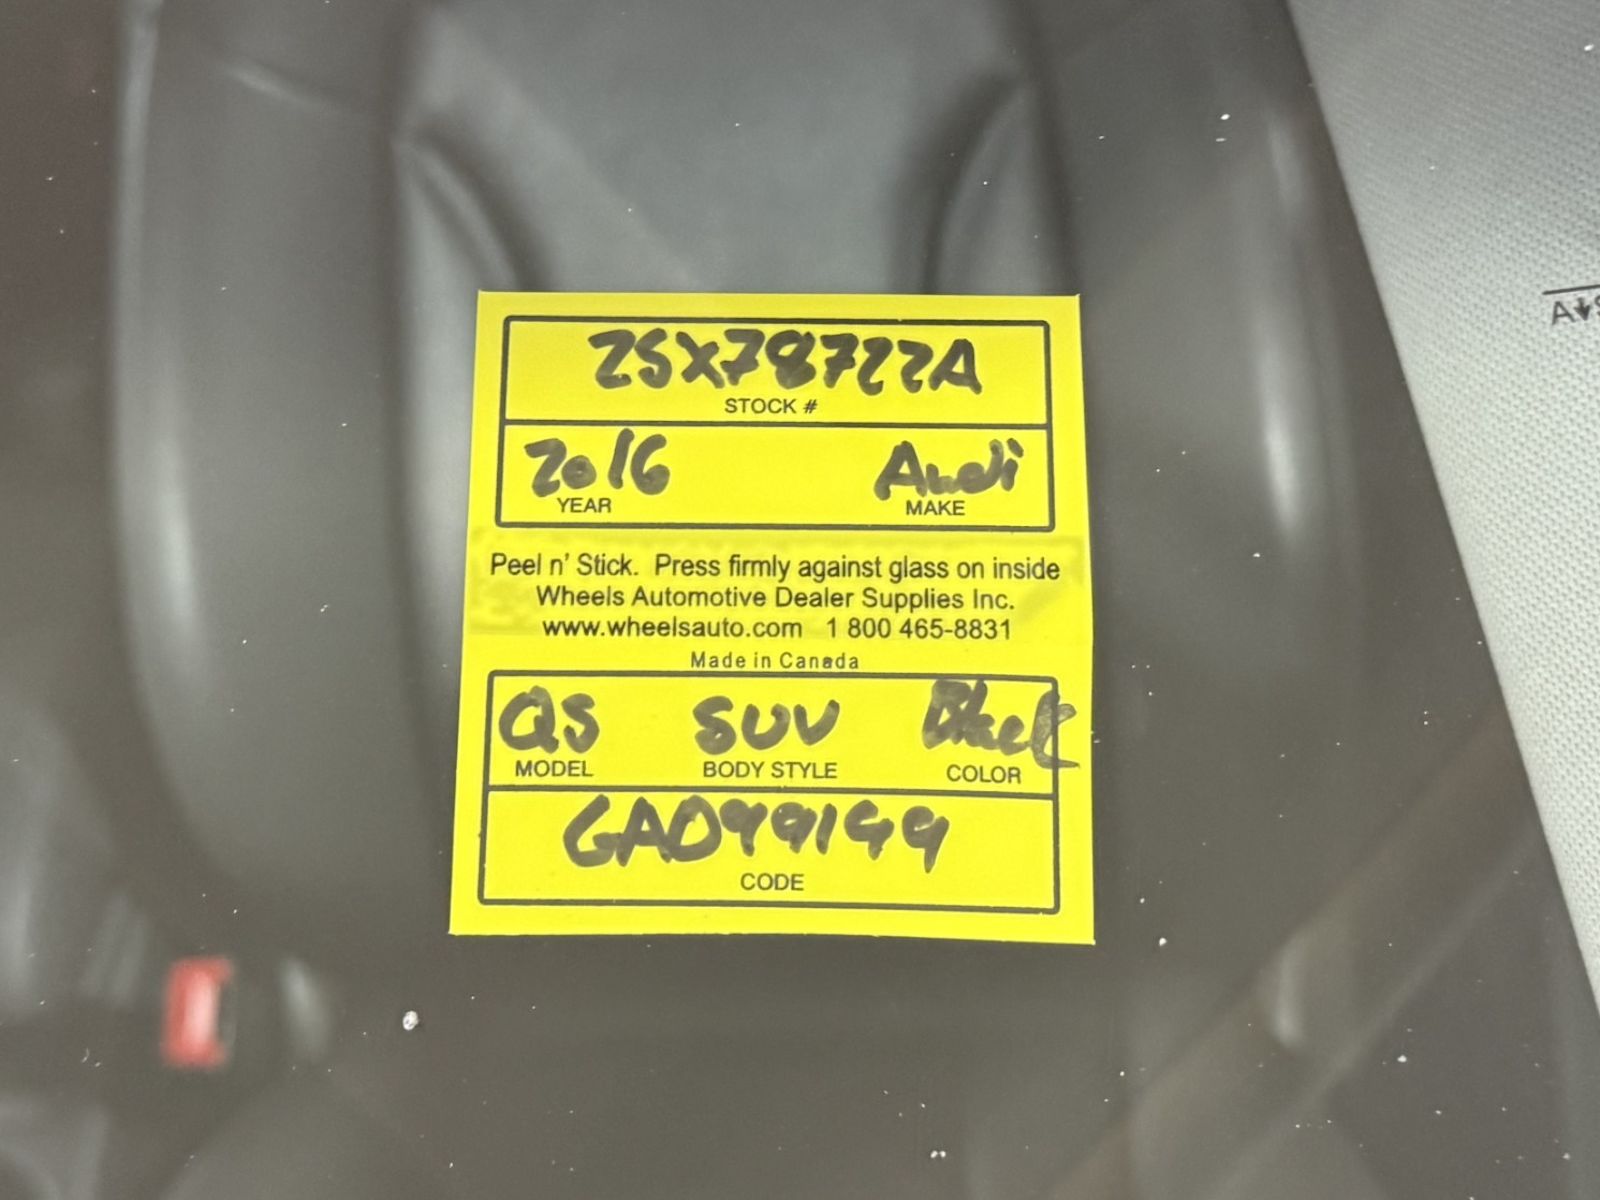 25X78722A
STOCK #
2016 Audi
YEAR MAKE
Peel n' Stick. Press firmly against glass on inside
Wheels Automotive Dealer Supplies Inc.
www.wheelsauto.com 1 800 465-8831
Made in Canada
Q5 SUV Black
MODEL BODY STYLE COLOR
GAD99199
CODE